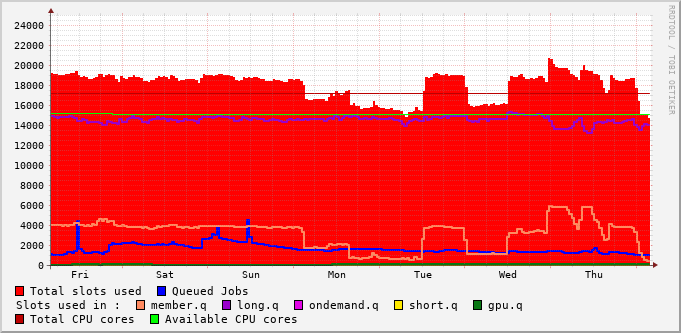 24000
22000
20000
18000
16000
14000
12000
10000
8000
6000
4000
2000
0
Fri Sat Sun Mon Tue Wed Thu
RRDTOOL / TOBI OETIKER
Total slots used Queued Jobs
Slots used in : member.q long.q ondemand.q short.q gpu.q
Total CPU cores Available CPU cores